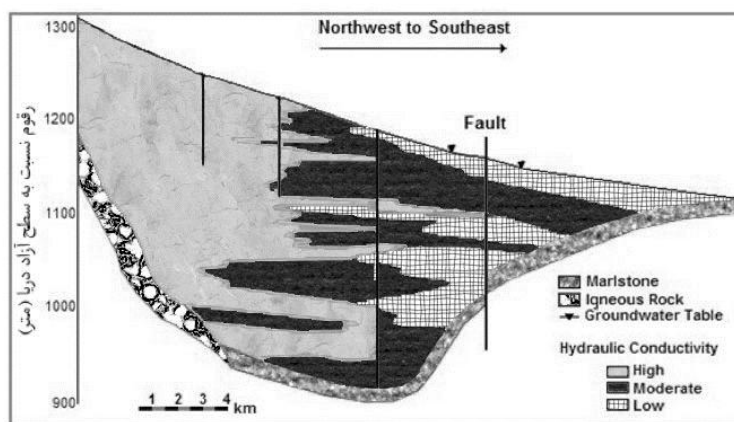 Northwest to Southeast
Fault
1300
1200
1100
1000
900
رقوم نسبت به سطح آزاد دریا (متر)
1 2 3 4
km
Marlstone
Igneous Rock
Groundwater Table
Hydraulic Conductivity
High
Moderate
Low